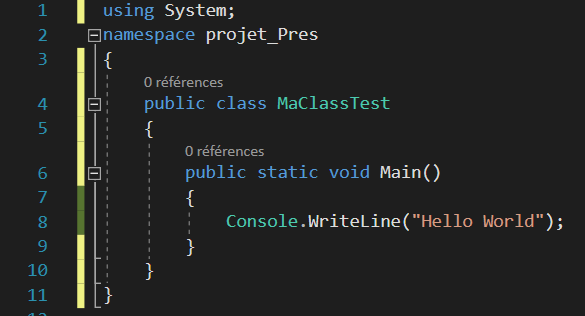 1 using System;
2 namespace projet_Pres
3 {
0 références
4 public class MaClassTest
5 {
0 références
6 public static void Main()
7 {
8 Console.WriteLine("Hello World");
9 }
10 }
11 }